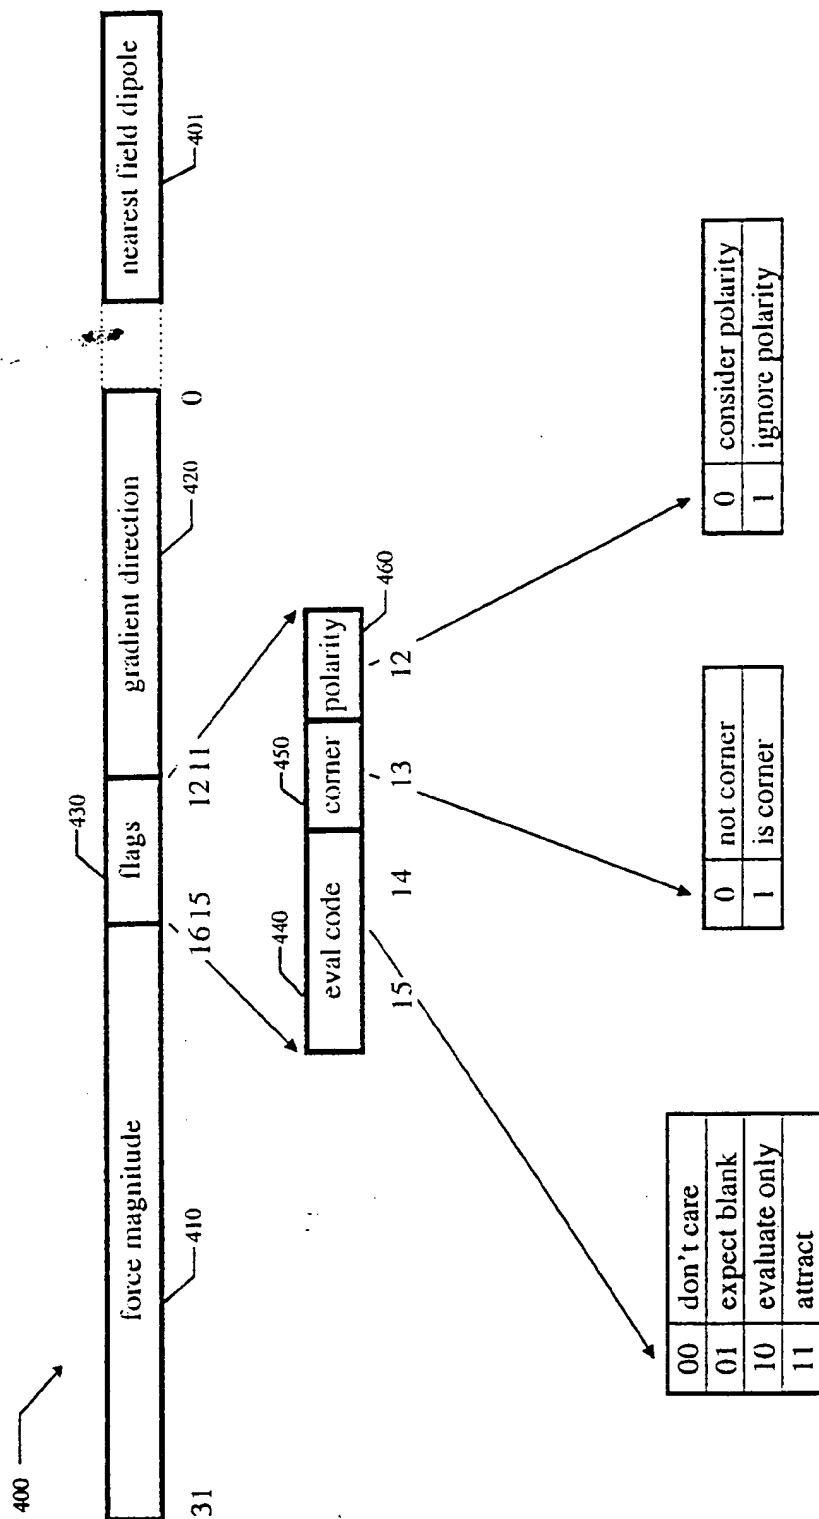 400
force magnitude
flags
gradient direction
nearest field dipole
410
430
420
401
31
16 15
12 11
0
eval code
corner
polarity
440
450
460
15
14
13
12
00 don't care
01 expect blank
10 evaluate only
11 attract
0 not corner
1 is corner
0 consider polarity
1 ignore polarity